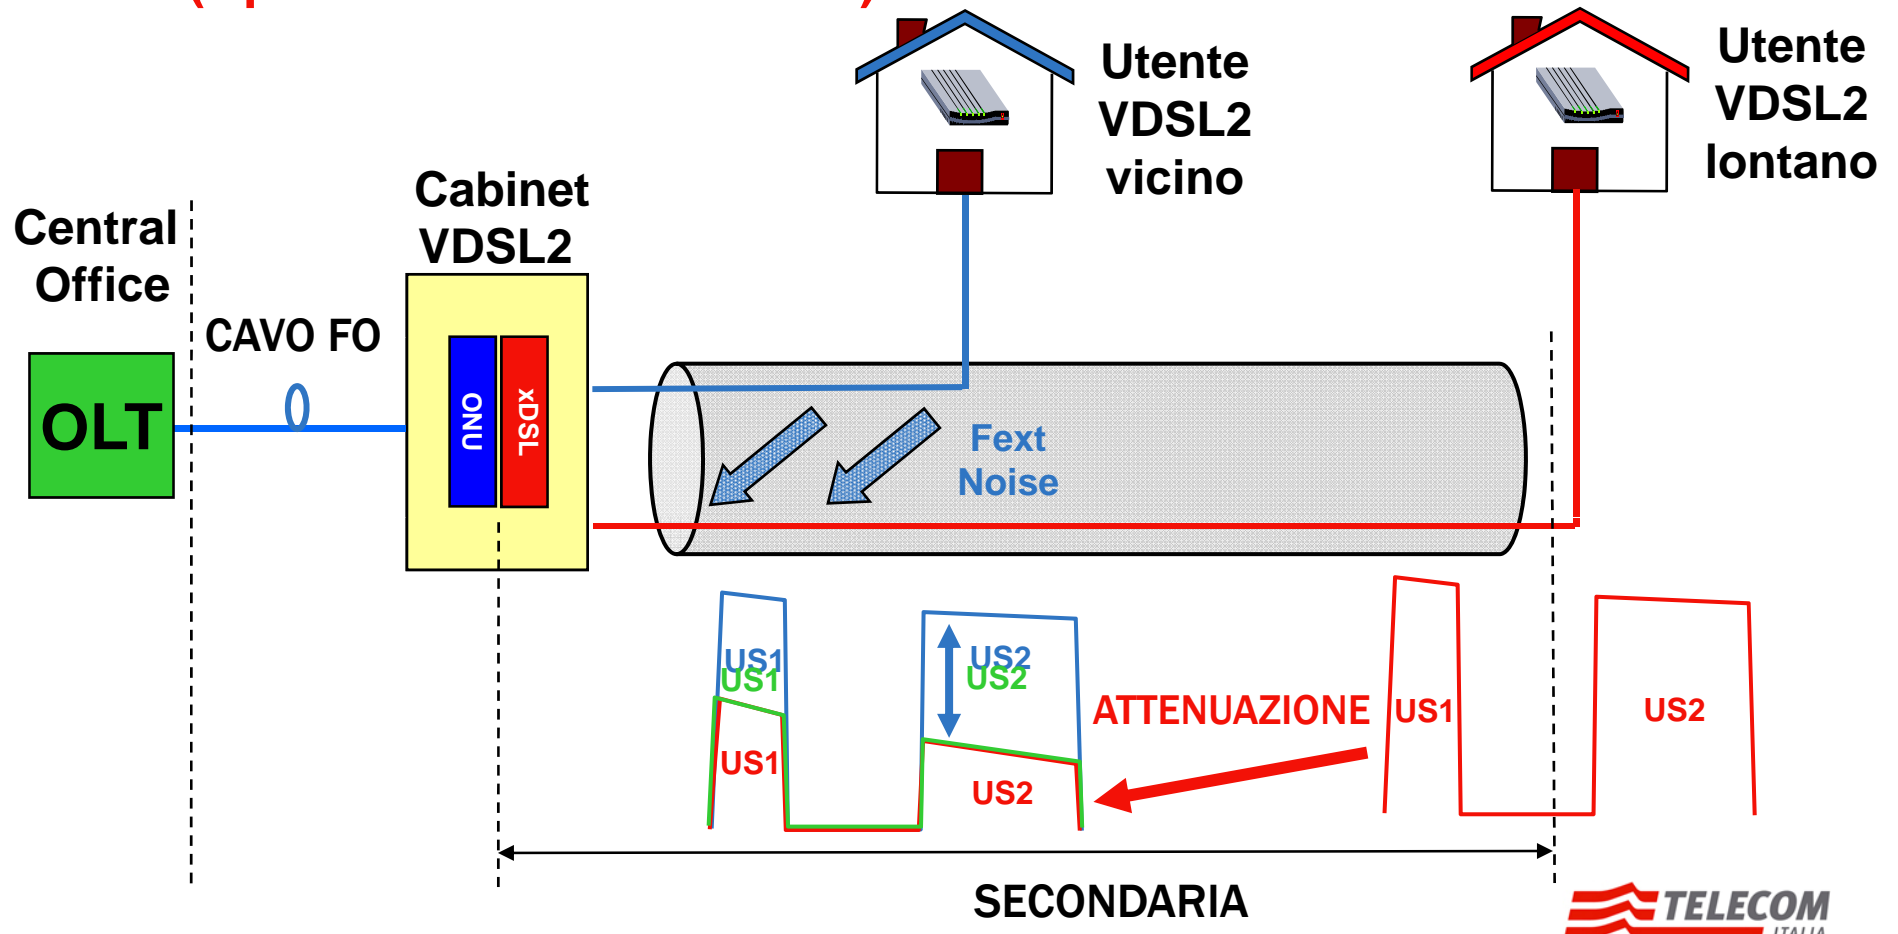 Utente
VDSL2
vicino
Utente
VDSL2
lontano
Cabinet
VDSL2
Central
Office
CAVO FO
OLT
ONU
xDSL
Fext
Noise
US1
US1
US1
US2
US2
US2
ATTENUAZIONE
US1
US2
SECONDARIA
TELECOM
ITALIA